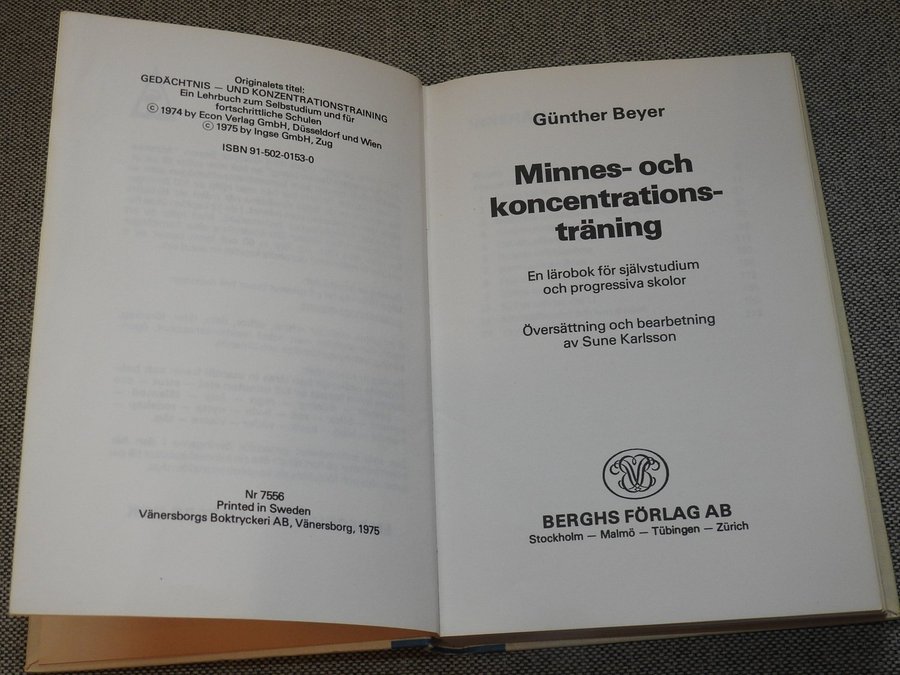 Originalets titel:
GEDÄCHTNIS — UND KONZENTRATIONSTRAINING
Ein Lehrbuch zum Selbstudium und für
fortschrittliche Schulen
© 1974 by Econ Verlag GmbH, Düsseldorf und Wien
© 1975 by Ingse GmbH, Zug
ISBN 91-502-0153-0
Nr 7556
Printed in Sweden
Vänersborgs Boktryckeri AB, Vänersborg, 1975
Günther Beyer
Minnes- och
koncentrations-
träning
En lärobok för självstudium
och progressiva skolor
Översättning och bearbetning
av Sune Karlsson
BERGHS FÖRLAG AB
Stockholm — Malmö — Tübingen — Zürich